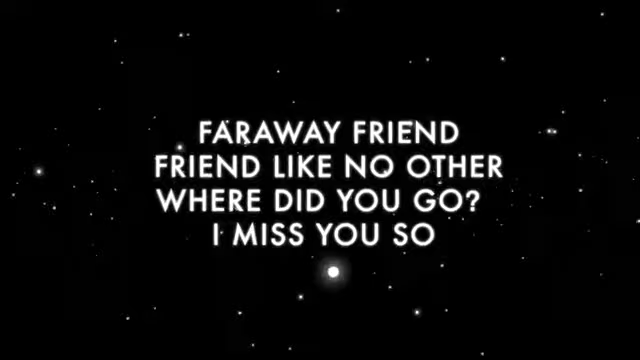 FARAWAY FRIEND
FRIEND LIKE NO OTHER
WHERE DID YOU GO?
I MISS YOU SO